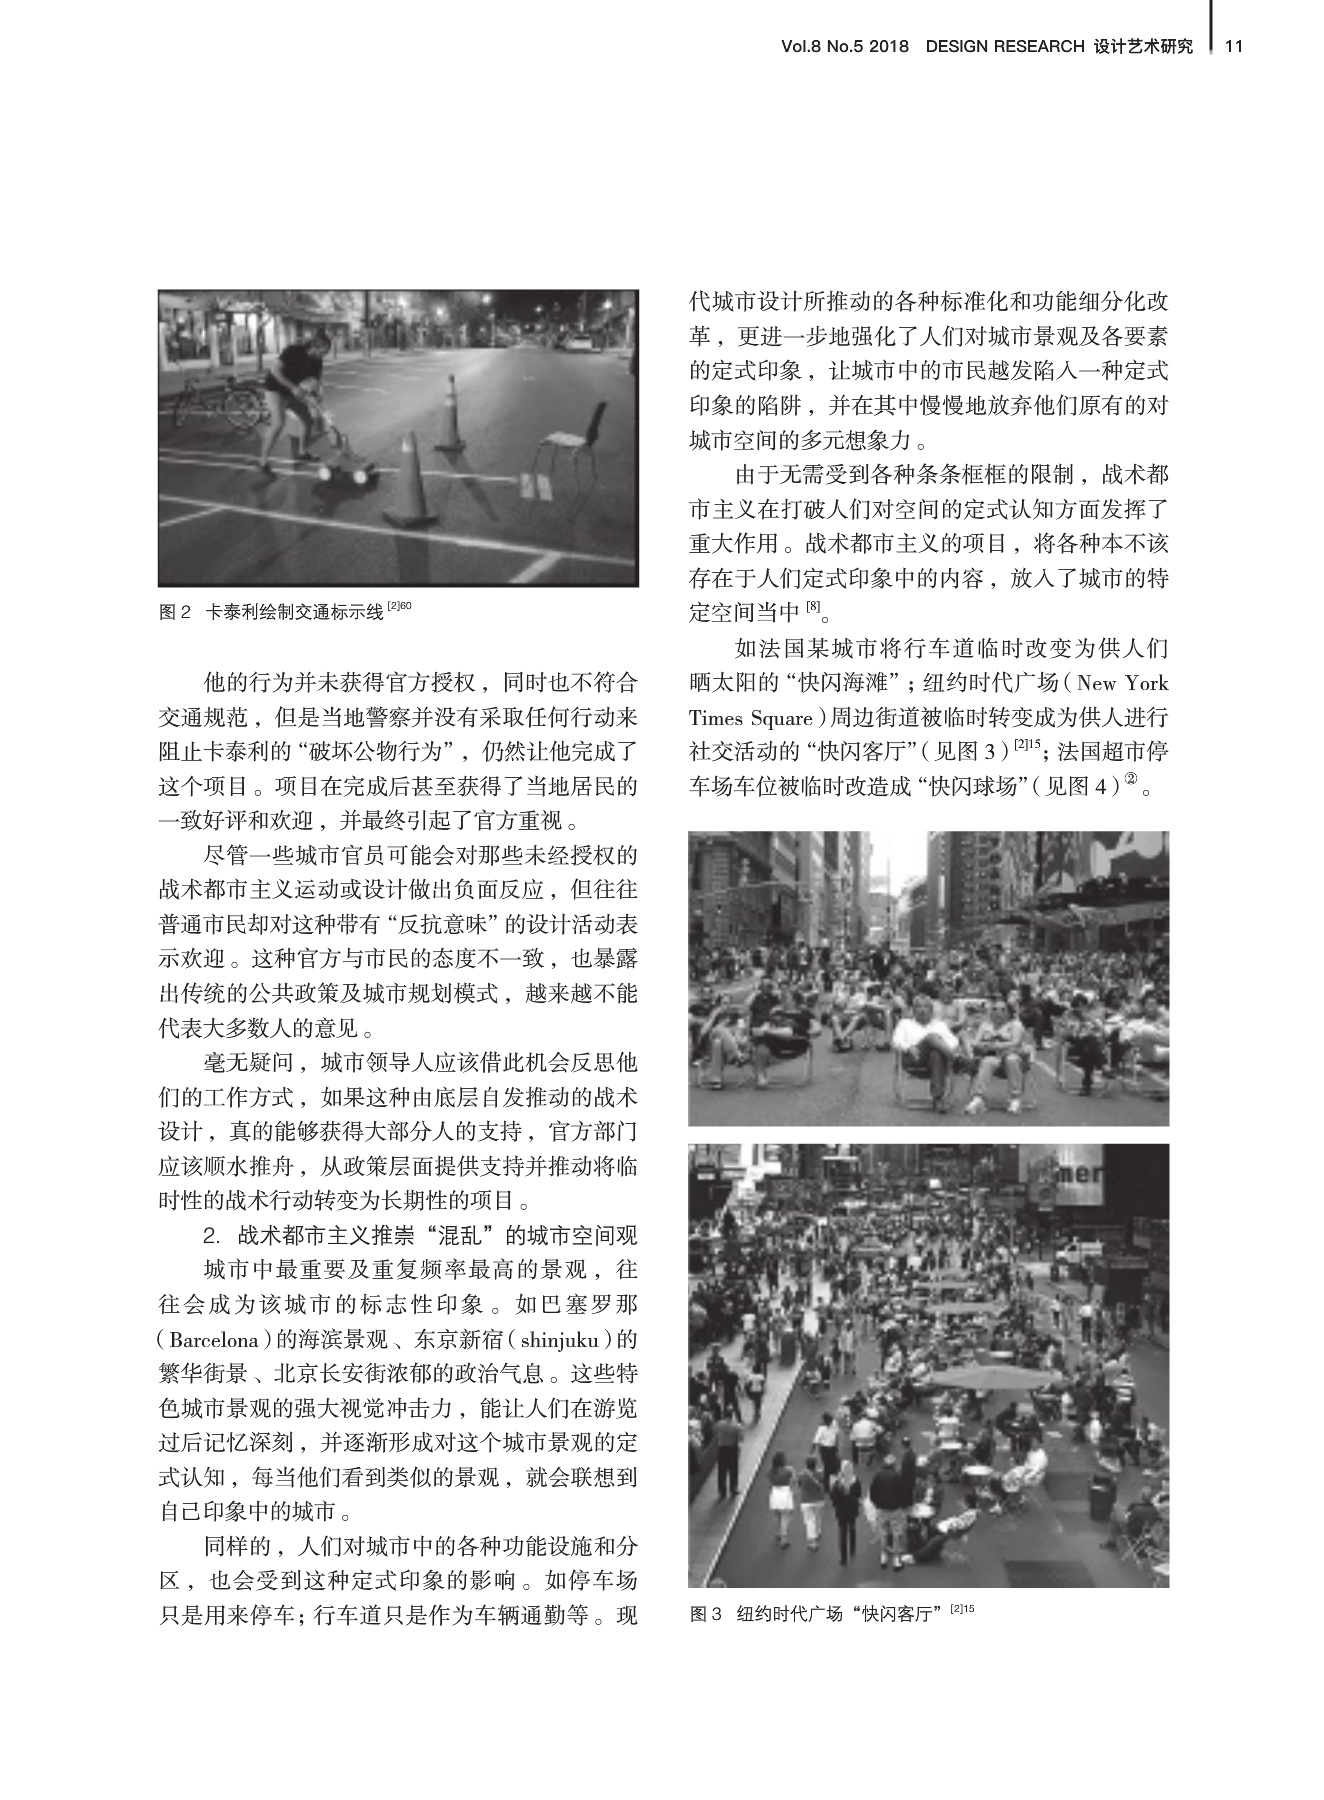 Vol.8 No.5 2018 DESIGN RESEARCH 设计艺术研究 11
图 2 卡泰利绘制交通标示线[2]60
他的行为并未获得官方授权，同时也不符合
交通规范，但是当地警察并没有采取任何行动来
阻止卡泰利的“破坏公物行为”，仍然让他完成了
这个项目。项目在完成后甚至获得了当地居民的
一致好评和欢迎，并最终引起了官方重视。
尽管一些城市官员可能会对那些未经授权的
战术都市主义运动或设计做出负面反应，但往往
普通市民却对这种带有“反抗意味”的设计活动表
示欢迎。这种官方与市民的态度不一致，也暴露
出传统的公共政策及城市规划模式，越来越不能
代表大多数人的意见。
毫无疑问，城市领导人应该借此机会反思他
们的工作方式，如果这种由底层自发推动的战术
设计，真的能够获得大部分人的支持，官方部门
应该顺水推舟，从政策层面提供支持并推动将临
时性的战术行动转变为长期性的项目。
2. 战术都市主义推崇“混乱”的城市空间观
城市中最重要及重复频率最高的景观，往
往会成为该城市的标志性印象。如巴塞罗那
（Barcelona）的海滨景观、东京新宿（shinjuku）的
繁华街景、北京长安街浓郁的政治气息。这些特
色城市景观的强大视觉冲击力，能让人们在游览
过后记忆深刻，并逐渐形成对这个城市景观的定
式认知，每当他们看到类似的景观，就会联想到
自己印象中的城市。
同样的，人们对城市中的各种功能设施和分
区，也会受到这种定式印象的影响。如停车场
只是用来停车；行车道只是作为车辆通勤等。现
代城市设计所推动的各种标准化和功能细分化改
革，更进一步地强化了人们对城市景观及各要素
的定式印象，让城市中的市民越发陷入一种定式
印象的陷阱，并在其中慢慢地放弃他们原有的对
城市空间的多元想象力。
由于无需受到各种条条框框的限制，战术都
市主义在打破人们对空间的定式认知方面发挥了
重大作用。战术都市主义的项目，将各种本不该
存在于人们定式印象中的内容，放入了城市的特
定空间当中[8]。
如法国某城市将行车道临时改变为供人们
晒太阳的“快闪海滩”；纽约时代广场（New York
Times Square）周边街道被临时转变成为供人进行
社交活动的“快闪客厅”（见图 3）[2]15；法国超市停
车场车位被临时改造成“快闪球场”（见图 4）②。
mer
图 3 纽约时代广场“快闪客厅”[2]15